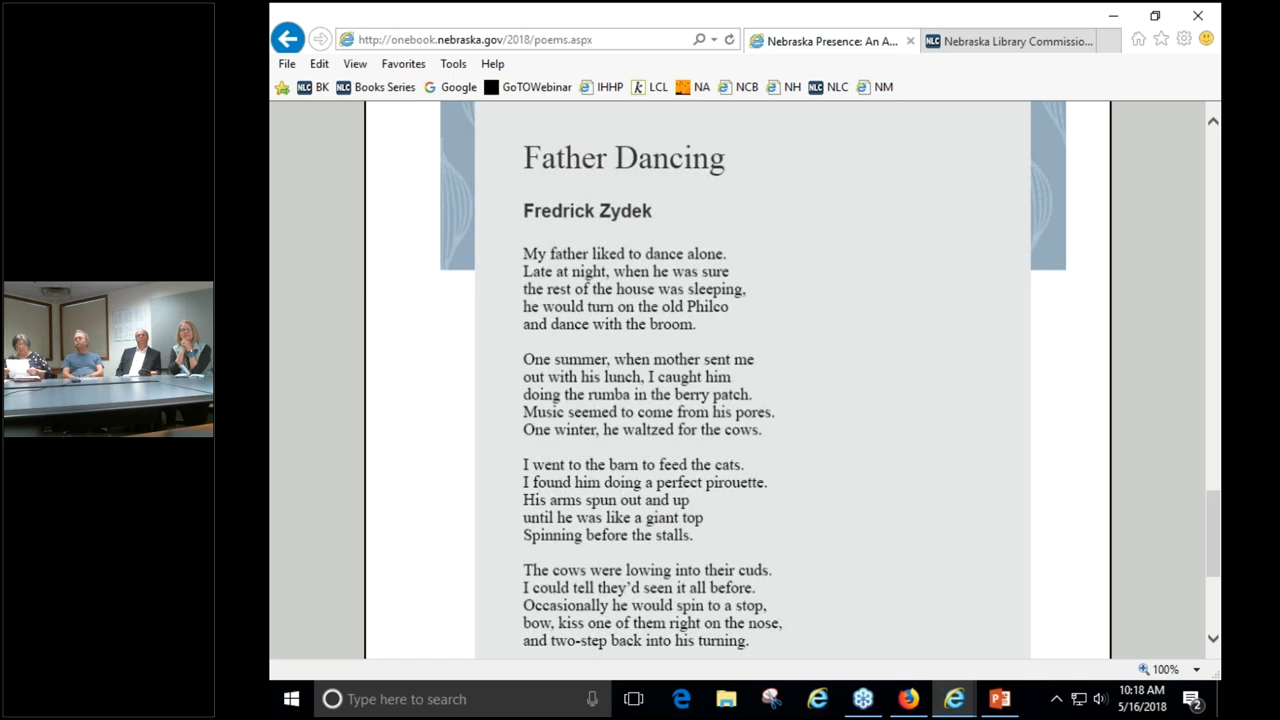 http://onebook.nebraska.gov/2018/poems.aspx
Nebraska Presence: An A...
Nebraska Library Commissio...
File Edit View Favorites Tools Help
NLC BK NLC Books Series G Google GoTOWebinar IHHP k LCL NA NCB NH NLC NLC NM
Father Dancing
Fredrick Zydek
My father liked to dance alone.
Late at night, when he was sure
the rest of the house was sleeping,
he would turn on the old Philco
and dance with the broom.
One summer, when mother sent me
out with his lunch, I caught him
doing the rumba in the berry patch.
Music seemed to come from his pores.
One winter, he waltzed for the cows.
I went to the barn to feed the cats.
I found him doing a perfect pirouette.
His arms spun out and up
until he was like a giant top
Spinning before the stalls.
The cows were lowing into their cuds.
I could tell they’d seen it all before.
Occasionally he would spin to a stop,
bow, kiss one of them right on the nose,
and two-step back into his turning.
100%
Type here to search
10:18 AM
5/16/2018
2